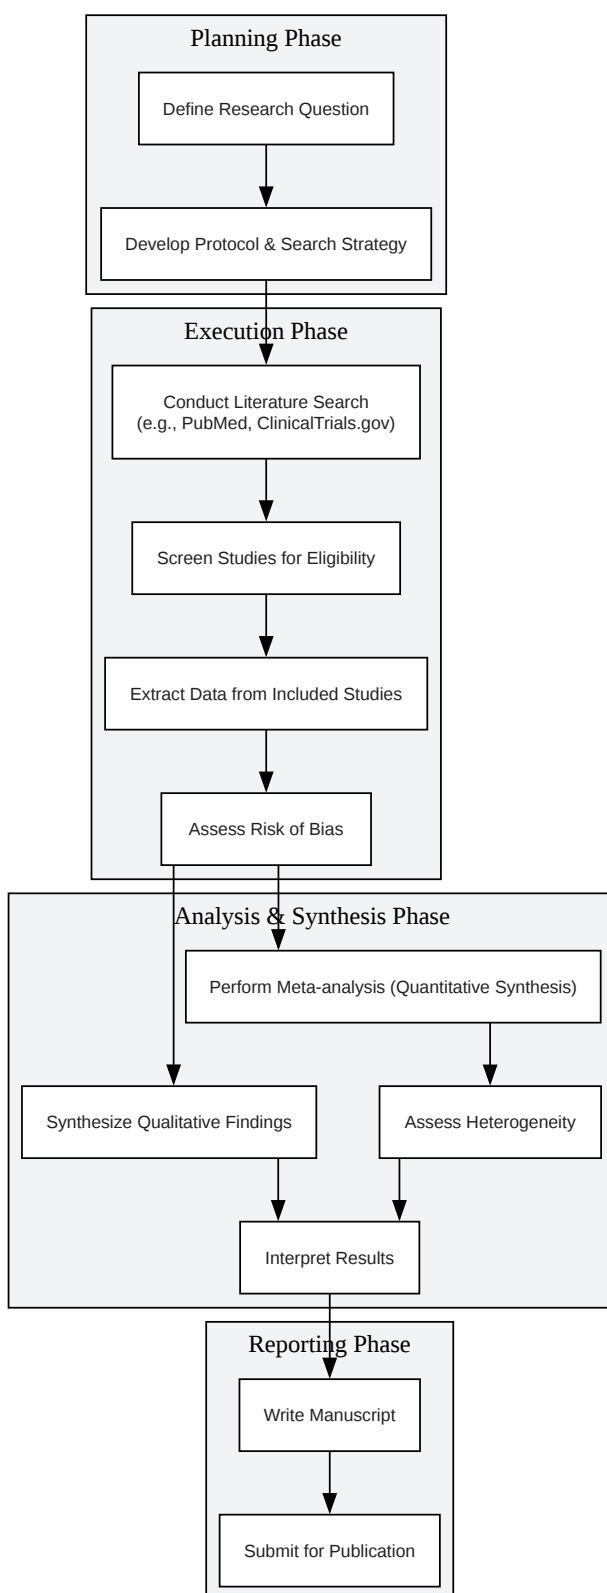 Planning Phase
Define Research Question
Develop Protocol & Search Strategy
Execution Phase
Conduct Literature Search
(e.g., PubMed, ClinicalTrials.gov)
Screen Studies for Eligibility
Extract Data from Included Studies
Assess Risk of Bias
Analysis & Synthesis Phase
Perform Meta-analysis (Quantitative Synthesis)
Synthesize Qualitative Findings
Assess Heterogeneity
Interpret Results
Reporting Phase
Write Manuscript
Submit for Publication